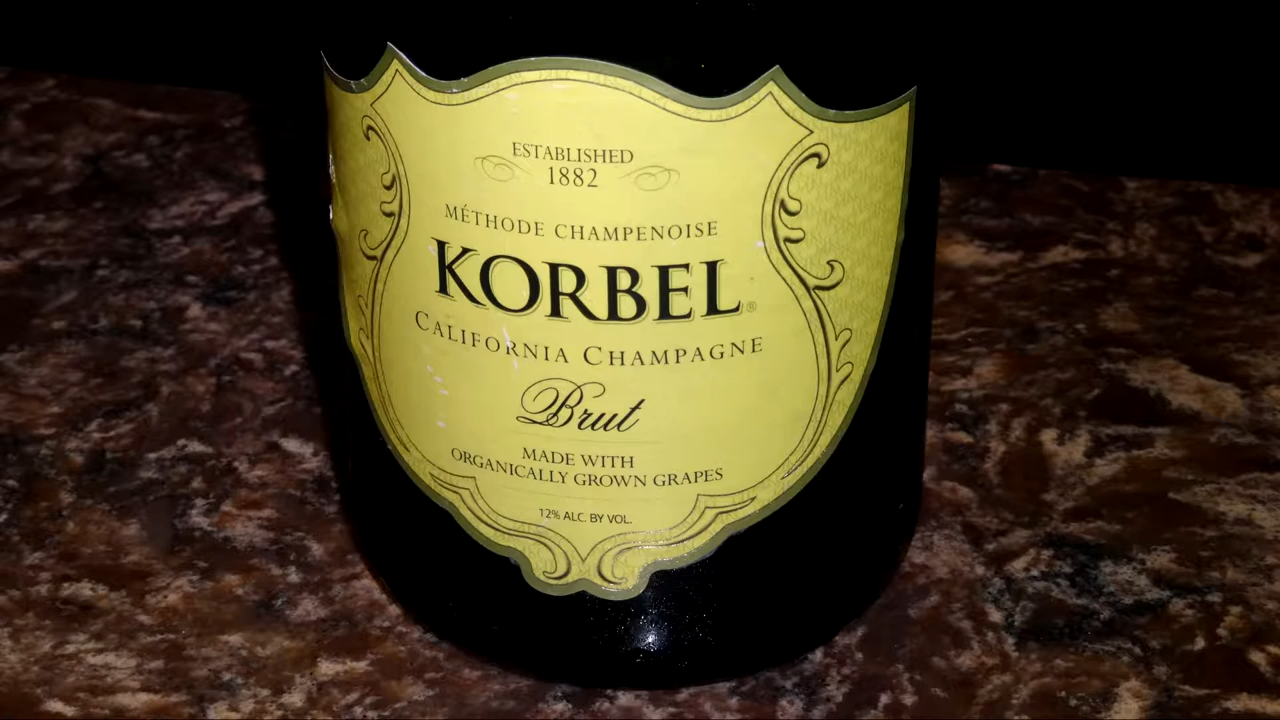 ESTABLISHED
1882
MÉTHODE CHAMPENOISE
KORBEL®
CALIFORNIA CHAMPAGNE
Brut
MADE WITH
ORGANICALLY GROWN GRAPES
12% ALC. BY VOL.